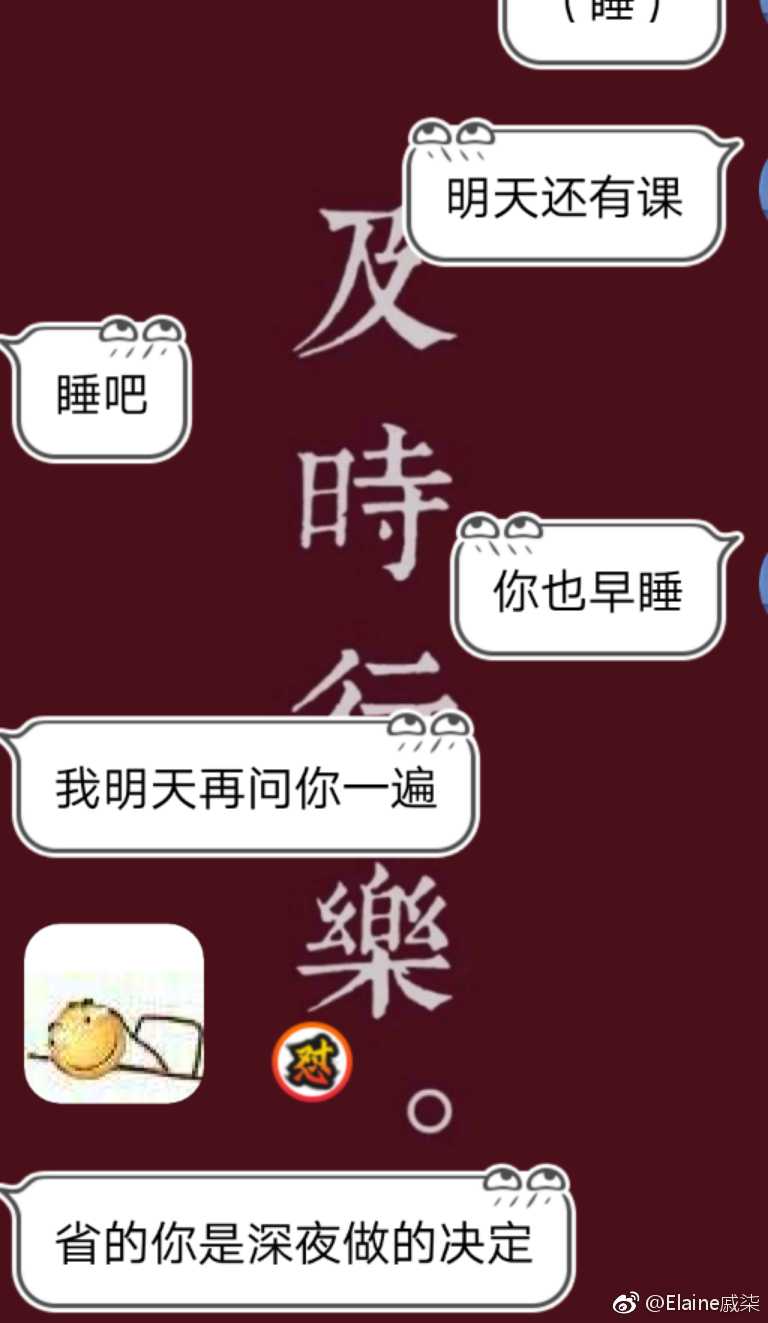 （睡）
明天还有课
睡吧
你也早睡
我明天再问你一遍
怼
省的你是深夜做的决定
及
時
行
樂。
@Elaine戚柒